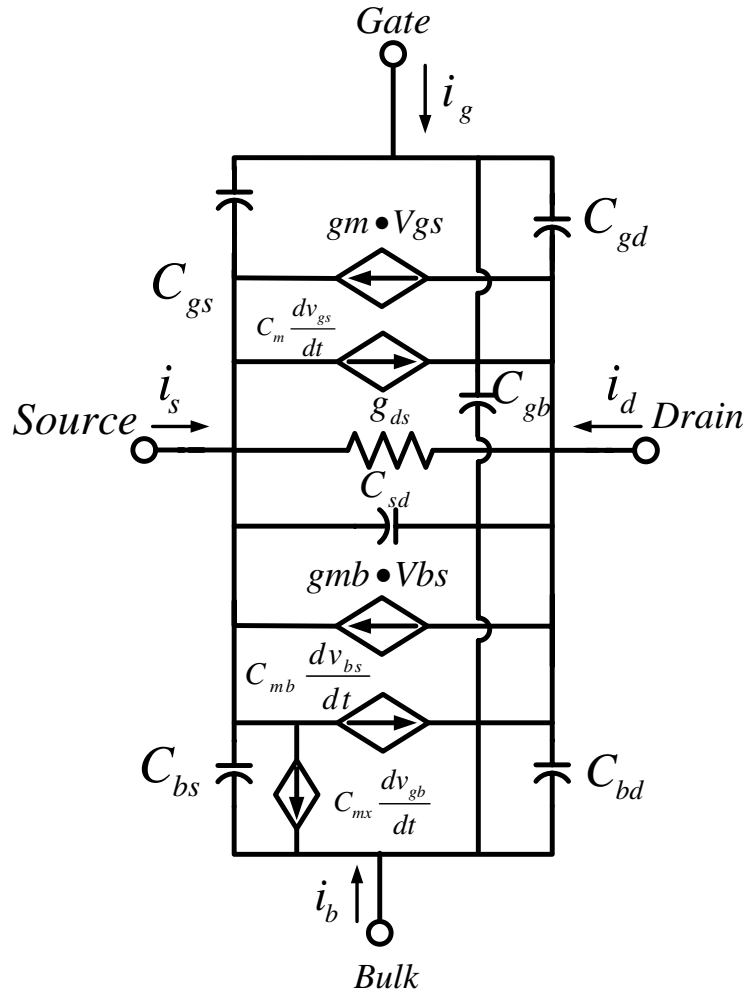 Gate
i_g
gm•Vgs
C_gd
C_gs
C_m dv_gs/dt
C_gb
i_s
i_d
g_ds
Source
Drain
C_sd
gmb•Vbs
C_mb dv_bs/dt
C_bs
C_mx dv_gb/dt
C_bd
i_b
Bulk